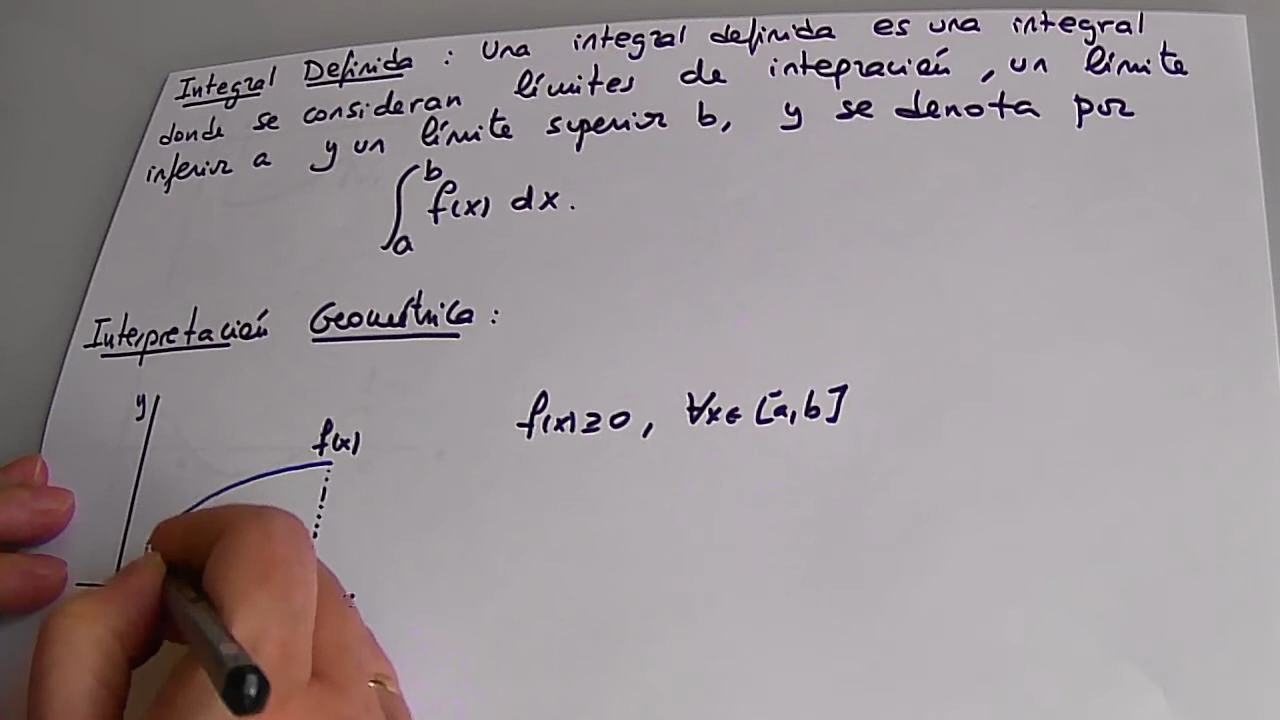 Integral Definida : Una integral definida es una integral
donde se consideran límites de integración, un límite
inferior a y un límite superior b, y se denota por
∫ₐᵇ f(x) dx.
Interpretación Geométrica :
y
f(x)
f(x) ≥ 0, ∀x ∈ [a,b]